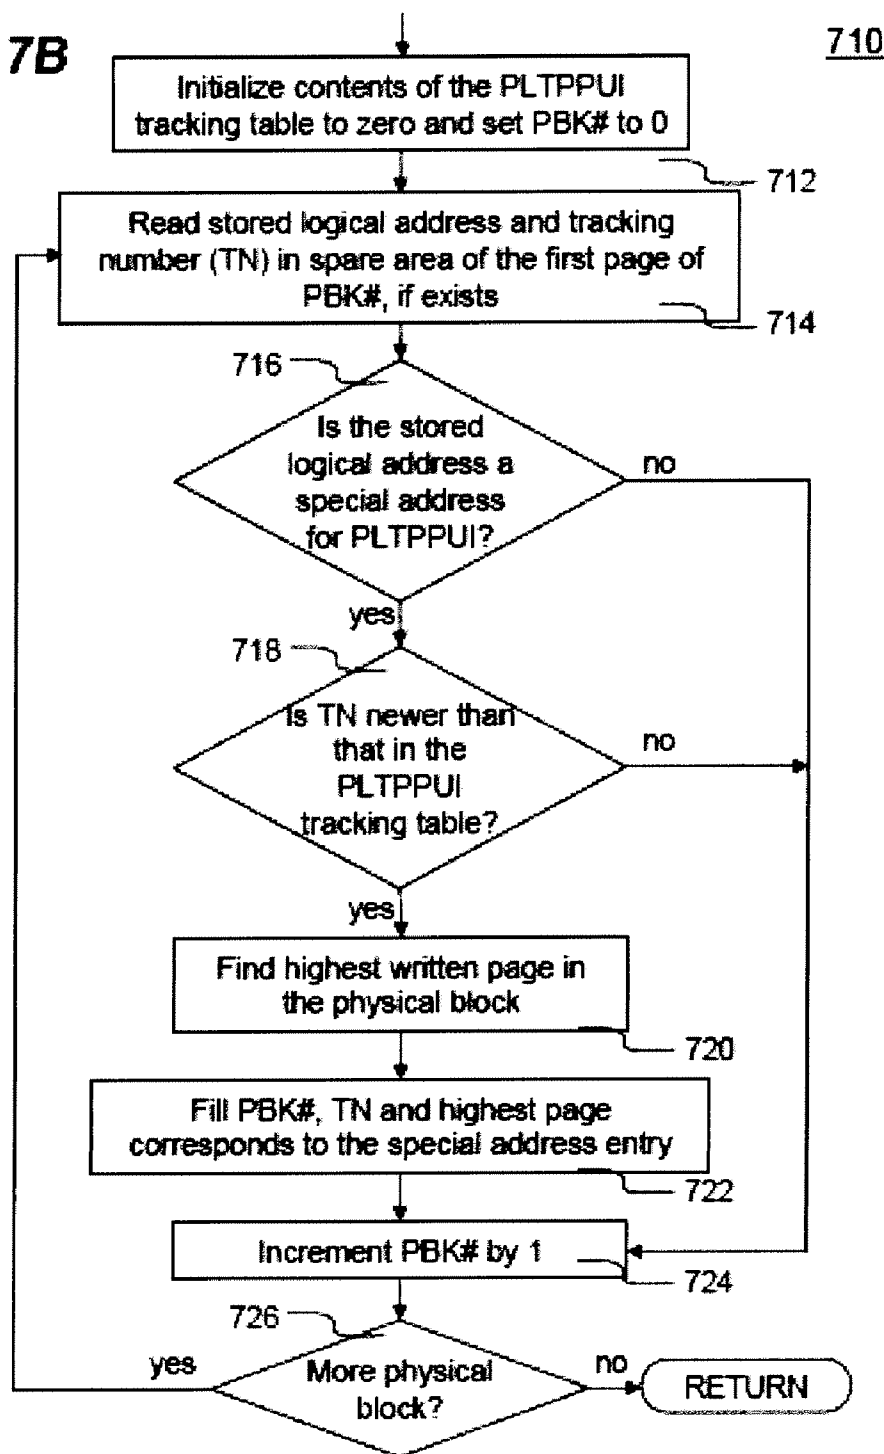 7B
710
Initialize contents of the PLTPPUI
tracking table to zero and set PBK# to 0
712
Read stored logical address and tracking
number (TN) in spare area of the first page of
PBK#, if exists
714
716
Is the stored
logical address a
special address
for PLTPPUI?
no
yes
718
Is TN newer than
that in the
PLTPPUI
tracking table?
no
yes
Find highest written page in
the physical block
720
Fill PBK#, TN and highest page
corresponds to the special address entry
722
Increment PBK# by 1
724
726
yes
More physical
block?
no
RETURN